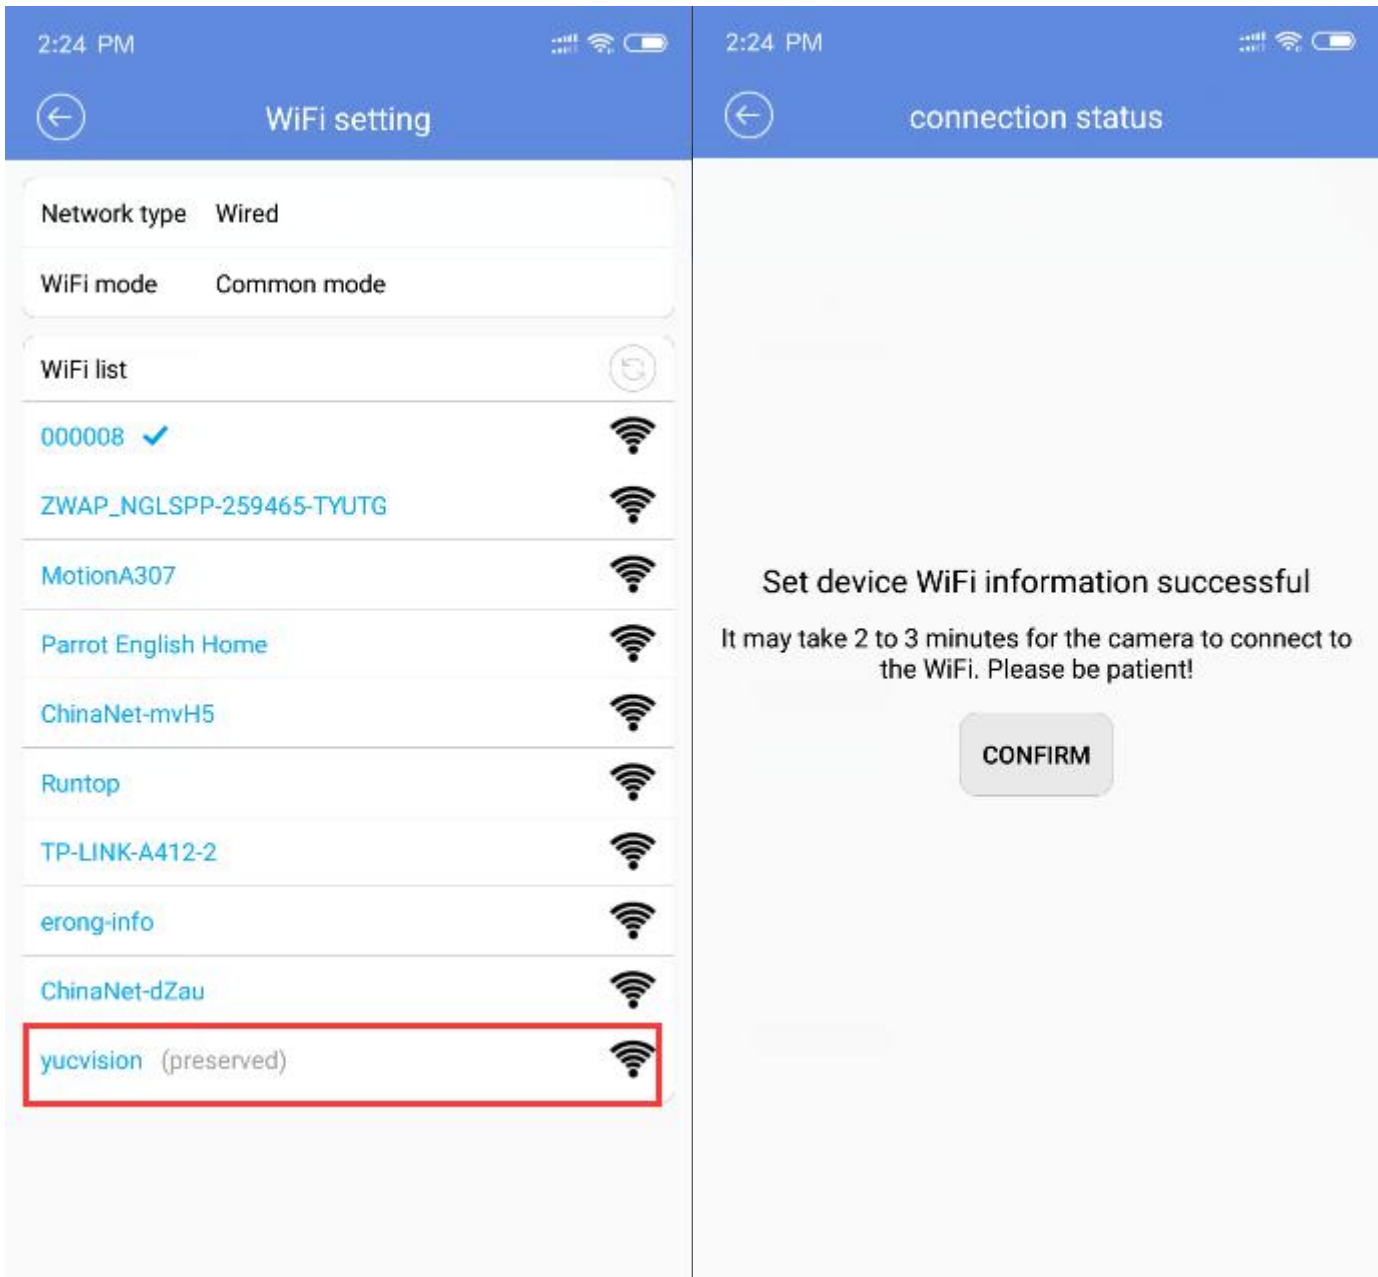 2:24 PM
WiFi setting
Network type Wired
WiFi mode Common mode
WiFi list
000008
ZWAP_NGLSPP-259465-TYUTG
MotionA307
Parrot English Home
ChinaNet-mvH5
Runtop
TP-LINK-A412-2
erong-info
ChinaNet-dZau
yucvision (preserved)
2:24 PM
connection status
Set device WiFi information successful
It may take 2 to 3 minutes for the camera to connect to
the WiFi. Please be patient!
CONFIRM